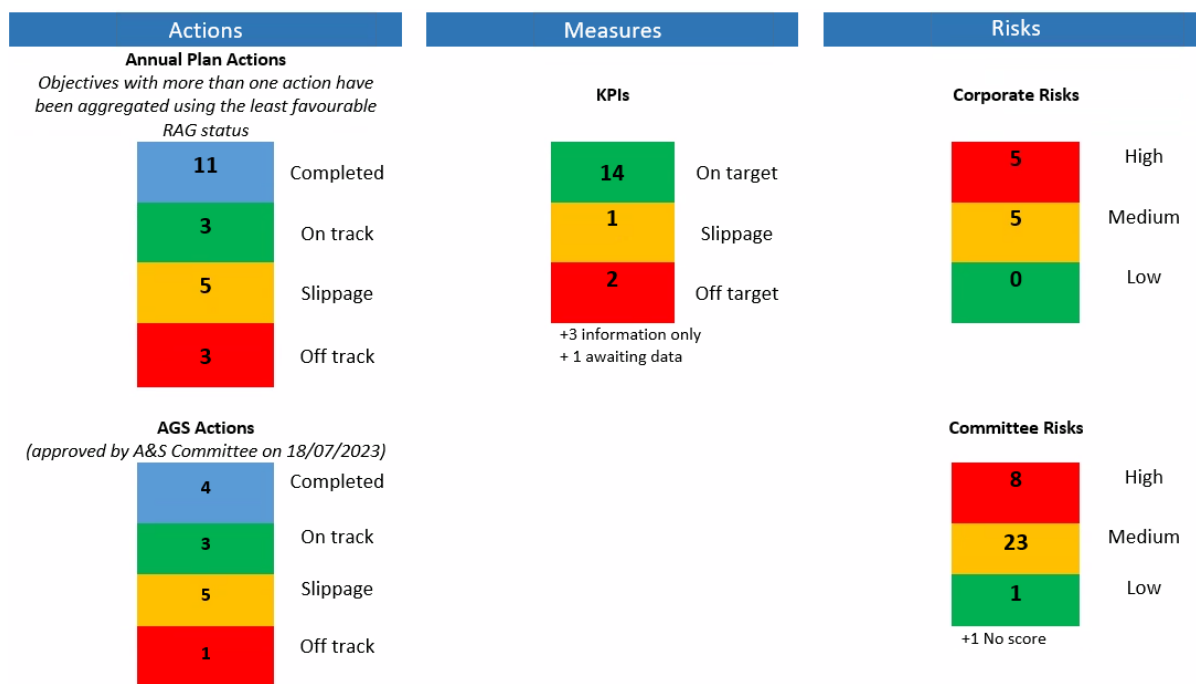 Actions
Annual Plan Actions
Objectives with more than one action have
been aggregated using the least favourable
RAG status
11 Completed
3 On track
5 Slippage
3 Off track
AGS Actions
(approved by A&S Committee on 18/07/2023)
4 Completed
3 On track
5 Slippage
1 Off track
Measures
KPIs
14 On target
1 Slippage
2 Off target
+3 information only
+ 1 awaiting data
Risks
Corporate Risks
5 High
5 Medium
0 Low
Committee Risks
8 High
23 Medium
1 Low
+1 No score